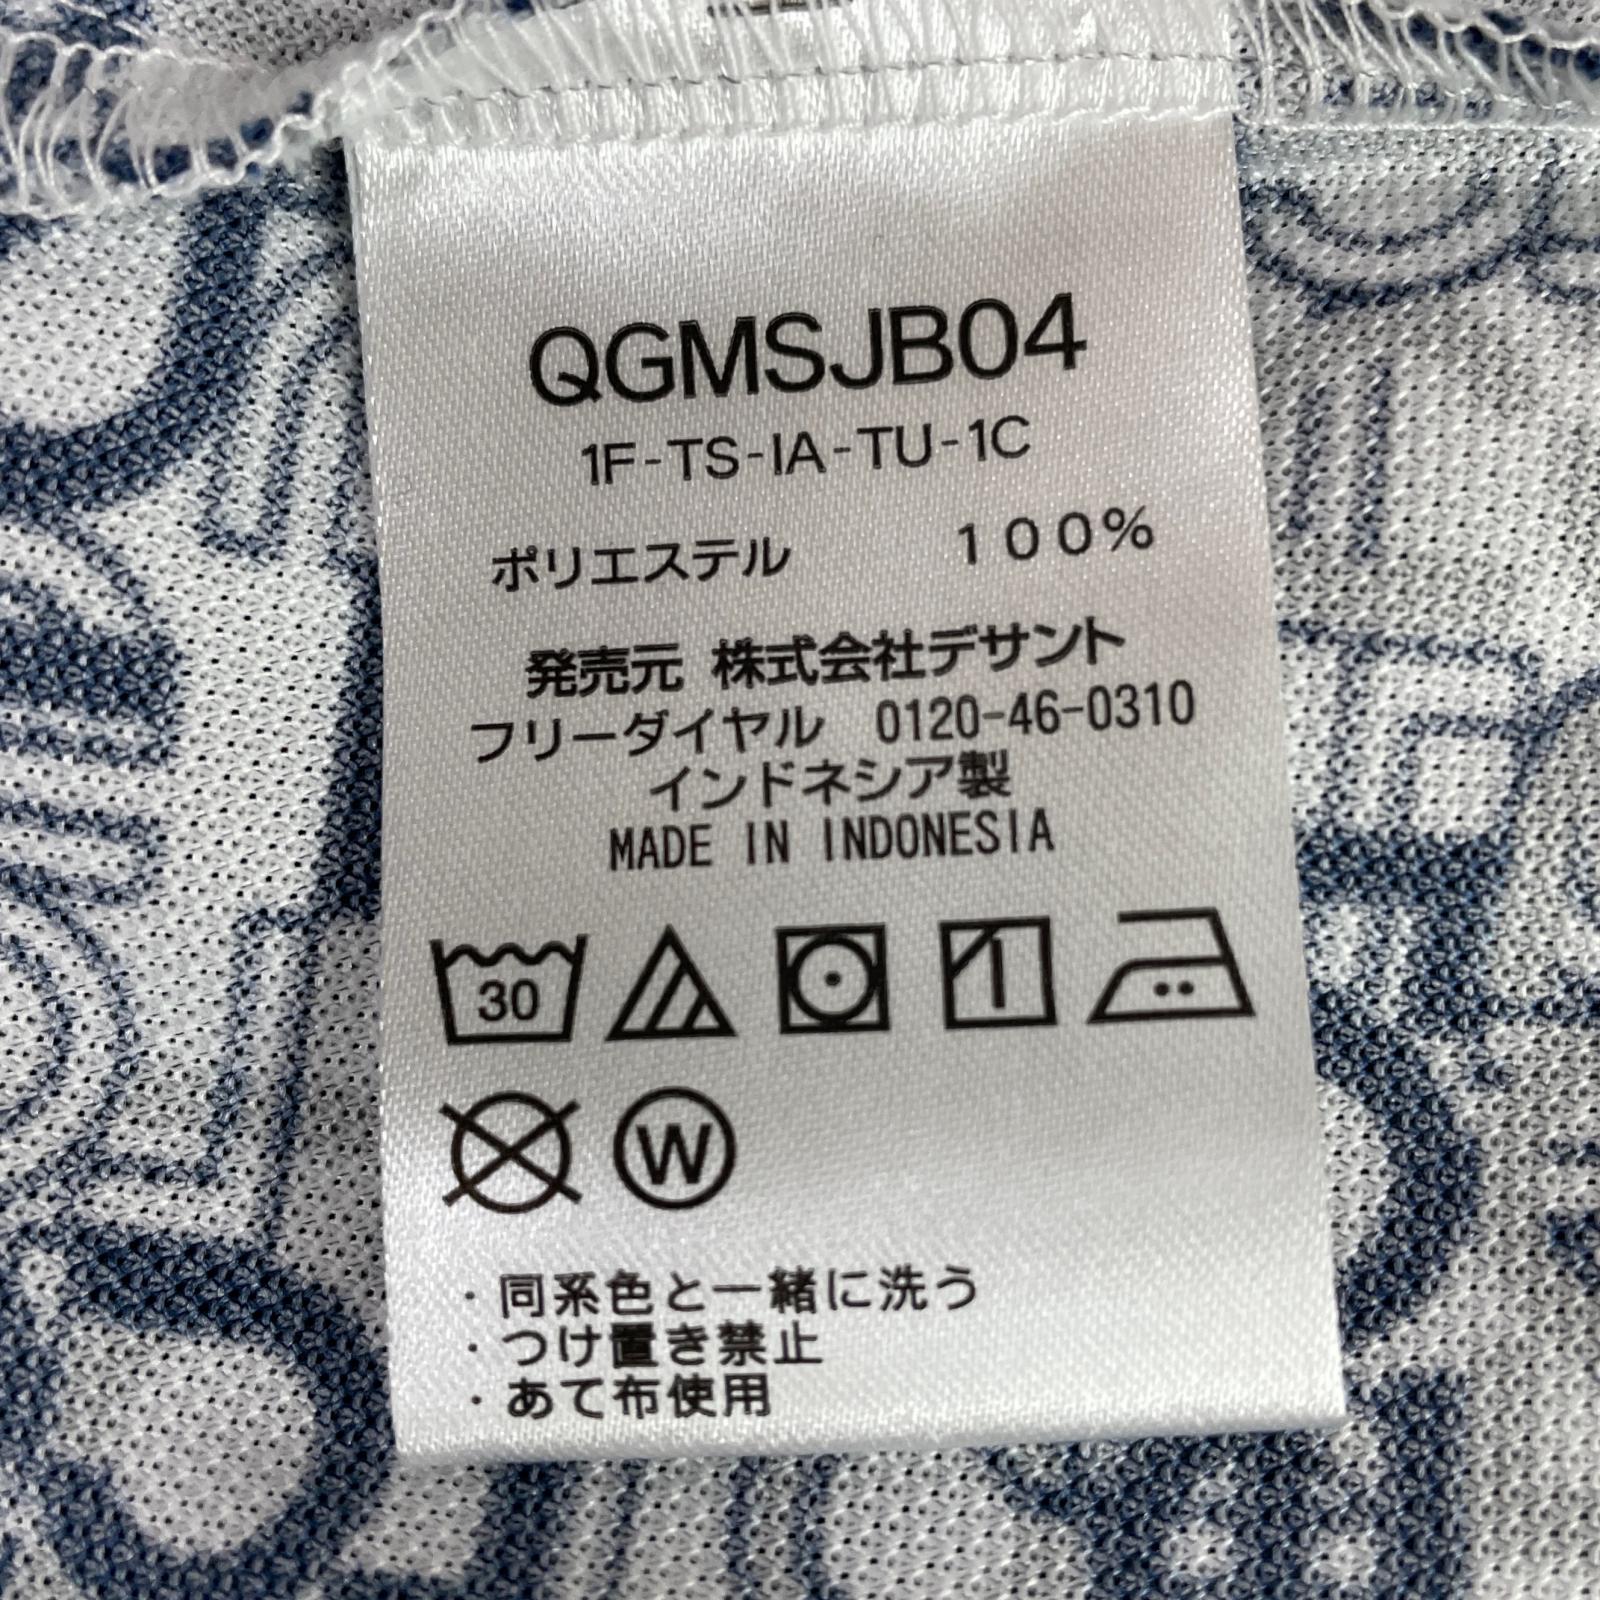 QGMSJB04
1F-TS-IA-TU-1C
ポリエステル 100%
発売元 株式会社デサント
フリーダイヤル 0120-46-0310
インドネシア製
MADE IN INDONESIA
30
W
・同系色と一緒に洗う
・つけ置き禁止
・あて布使用